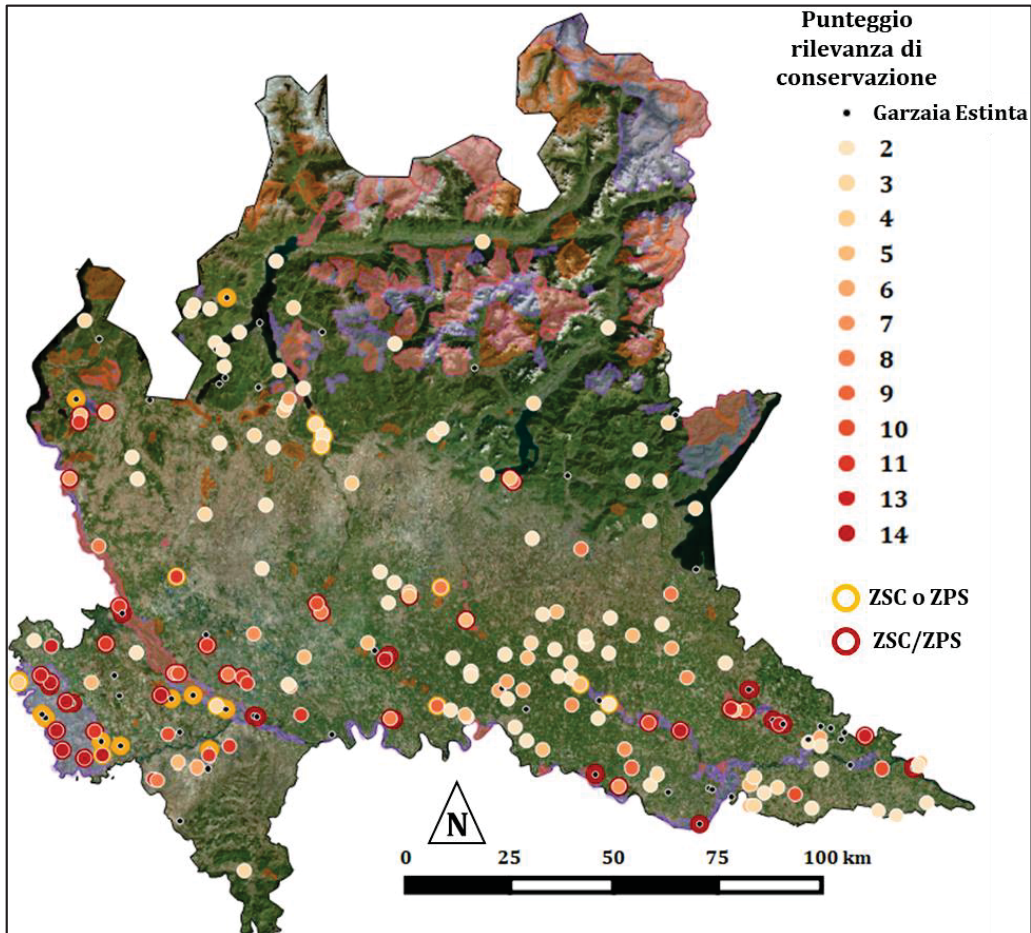 Punteggio
rilevanza di
conservazione
Garzaia Estinta
2
3
4
5
6
7
8
9
10
11
13
14
ZSC o ZPS
ZSC/ZPS
N
0 25 50 75 100 km